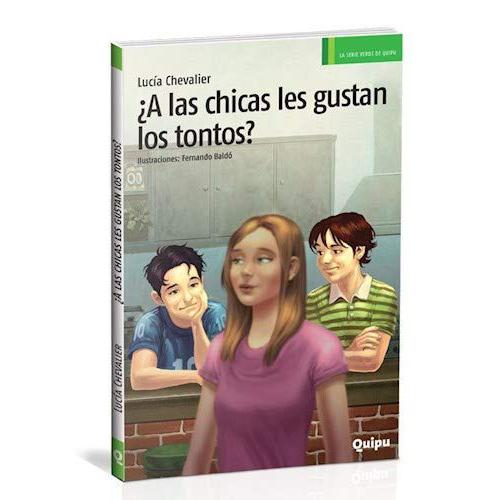 LA SERIE VERDE DE QUIPU
Lucía Chevalier
¿A las chicas les gustan
los tontos?
Ilustraciones: Fernando Baldó
Quipu
¿A LAS CHICAS LES GUSTAN LOS TONTOS?
LUCÍA CHEVALIER